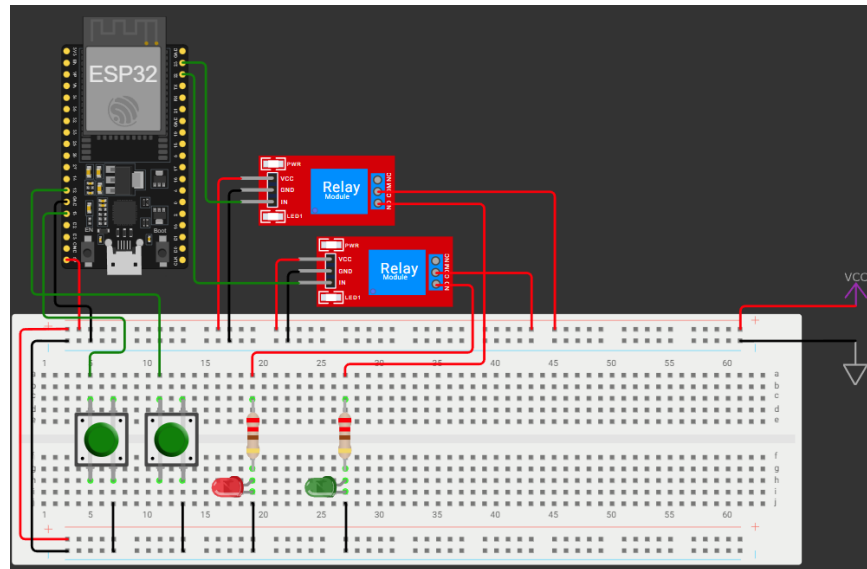 ESP32
EN
Boot
PWR
VCC
GND
IN
LED1
Relay
Module
NO COM NC
PWR
VCC
GND
IN
LED1
Relay
Module
NO COM NC
VCC
+ +
1 5 10 15 20 25 30 35 40 45 50 55 60
a a
b b
c c
d d
e e
f f
g g
h h
i i
j j
1 5 10 15 20 25 30 35 40 45 50 55 60
+ +